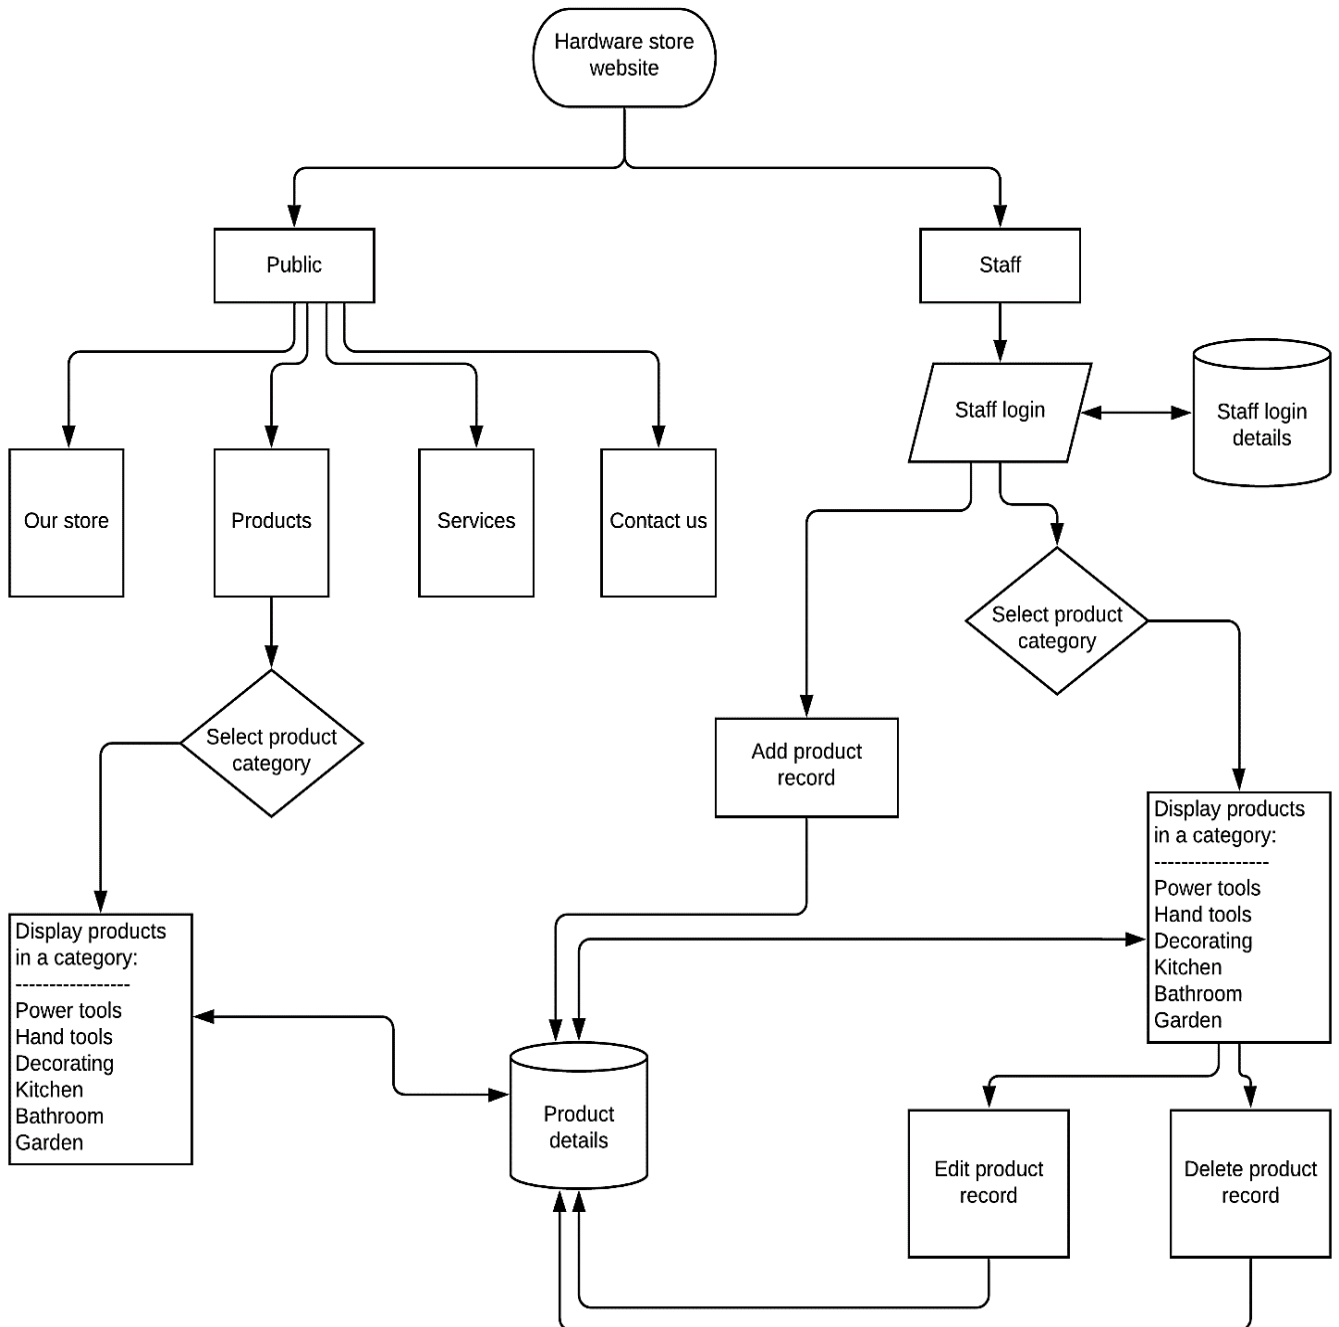 Hardware store
website
Public
Staff
Staff login
Staff login
details
Our store
Products
Services
Contact us
Select product
category
Select product
category
Add product
record
Display products
in a category:
-----------------
Power tools
Hand tools
Decorating
Kitchen
Bathroom
Garden
Display products
in a category:
-----------------
Power tools
Hand tools
Decorating
Kitchen
Bathroom
Garden
Product
details
Edit product
record
Delete product
record